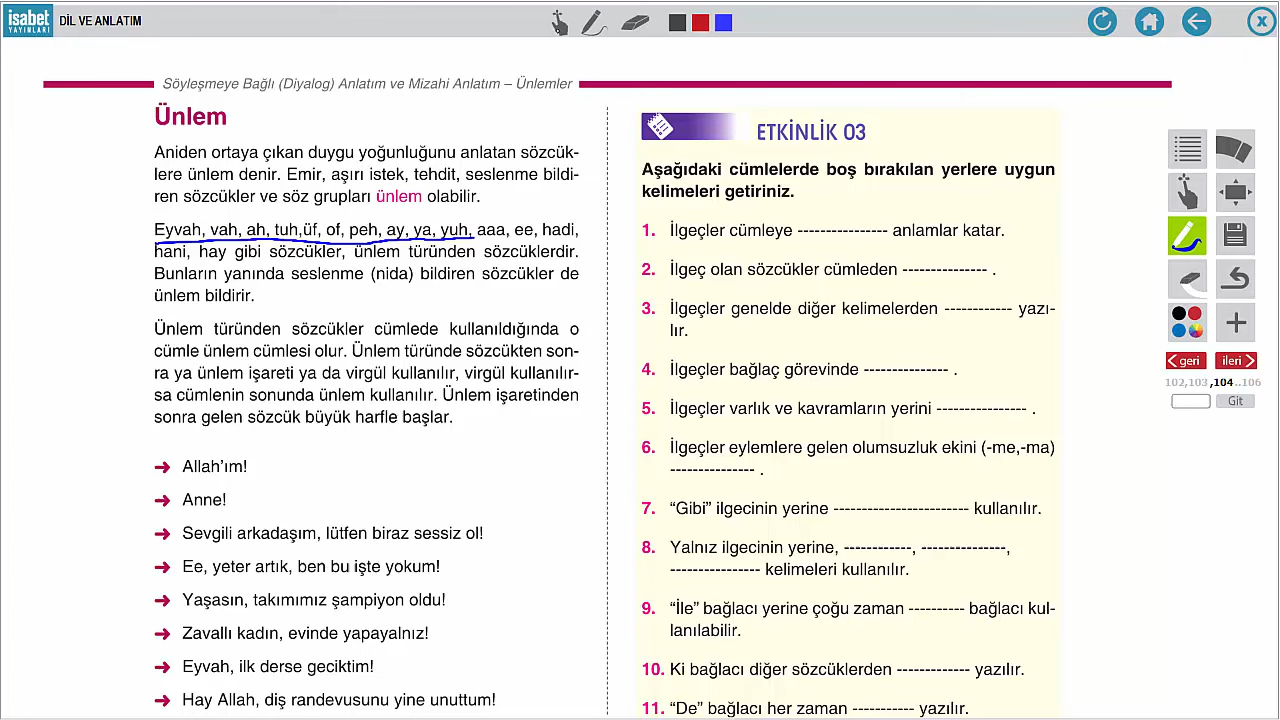 isabet
YAYINLARI
DİL VE ANLATIM
X
Söyleşmeye Bağlı (Diyalog) Anlatım ve Mizahi Anlatım – Ünlemler
Ünlem
Aniden ortaya çıkan duygu yoğunluğunu anlatan sözcük-
lere ünlem denir. Emir, aşırı istek, tehdit, seslenme bildi-
ren sözcükler ve söz grupları ünlem olabilir.
Eyvah, vah, ah, tuh,üf, of, peh, ay, ya, yuh, aaa, ee, hadi,
hani, hay gibi sözcükler, ünlem türünden sözcüklerdir.
Bunların yanında seslenme (nida) bildiren sözcükler de
ünlem bildirir.
Ünlem türünden sözcükler cümlede kullanıldığında o
cümle ünlem cümlesi olur. Ünlem türünde sözcükten son-
ra ya ünlem işareti ya da virgül kullanılır, virgül kullanılır-
sa cümlenin sonunda ünlem kullanılır. Ünlem işaretinden
sonra gelen sözcük büyük harfle başlar.
➔ Allah’ım!
➔ Anne!
➔ Sevgili arkadaşım, lütfen biraz sessiz ol!
➔ Ee, yeter artık, ben bu işte yokum!
➔ Yaşasın, takımımız şampiyon oldu!
➔ Zavallı kadın, evinde yapayalnız!
➔ Eyvah, ilk derse geciktim!
➔ Hay Allah, diş randevusunu yine unuttum!
ETKİNLİK 03
Aşağıdaki cümlelerde boş bırakılan yerlere uygun
kelimeleri getiriniz.
1. İlgeçler cümleye ---------------- anlamlar katar.
2. İlgeç olan sözcükler cümleden --------------- .
3. İlgeçler genelde diğer kelimelerden ------------ yazı-
lır.
4. İlgeçler bağlaç görevinde --------------- .
5. İlgeçler varlık ve kavramların yerini ---------------- .
6. İlgeçler eylemlere gelen olumsuzluk ekini (-me,-ma)
--------------- .
7. “Gibi” ilgecinin yerine ------------------------ kullanılır.
8. Yalnız ilgecinin yerine, ------------, ---------------,
---------------- kelimeleri kullanılır.
9. “İle” bağlacı yerine çoğu zaman ---------- bağlacı kul-
lanılabilir.
10. Ki bağlacı diğer sözcüklerden ------------- yazılır.
11. “De” bağlacı her zaman ----------- yazılır.
geri ileri
102,103,104..106
Git